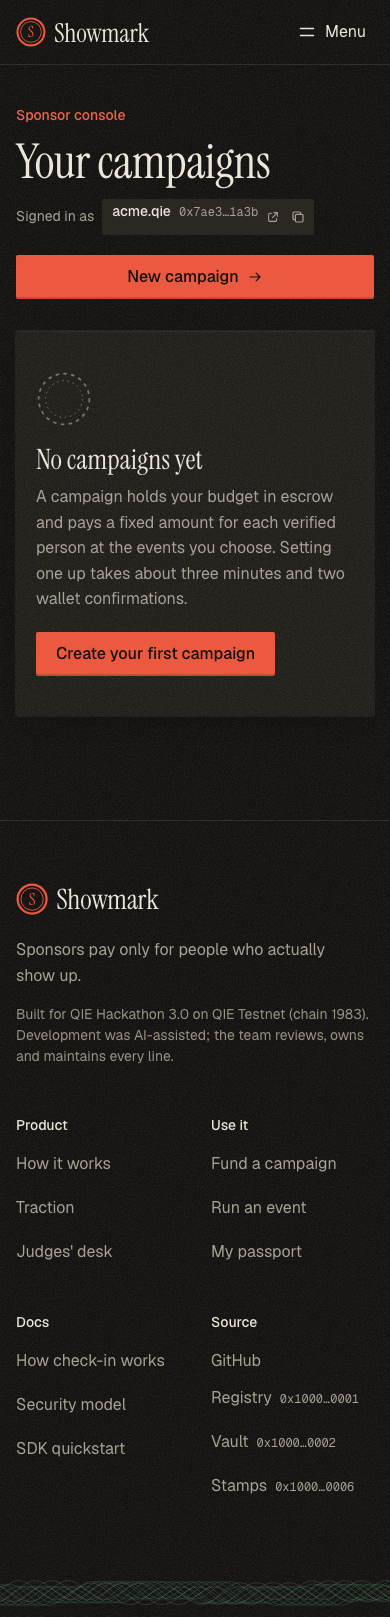 S Showmark Menu
Sponsor console
Your campaigns
Signed in as acme.qie 0x7ae3…1a3b
New campaign →
No campaigns yet
A campaign holds your budget in escrow
and pays a fixed amount for each verified
person at the events you choose. Setting
one up takes about three minutes and two
wallet confirmations.
Create your first campaign
S Showmark
Sponsors pay only for people who actually
show up.
Built for QIE Hackathon 3.0 on QIE Testnet (chain 1983).
Development was AI-assisted; the team reviews, owns
and maintains every line.
Product
How it works
Traction
Judges' desk
Use it
Fund a campaign
Run an event
My passport
Docs
How check-in works
Security model
SDK quickstart
Source
GitHub
Registry 0x1000…0001
Vault 0x1000…0002
Stamps 0x1000…0006